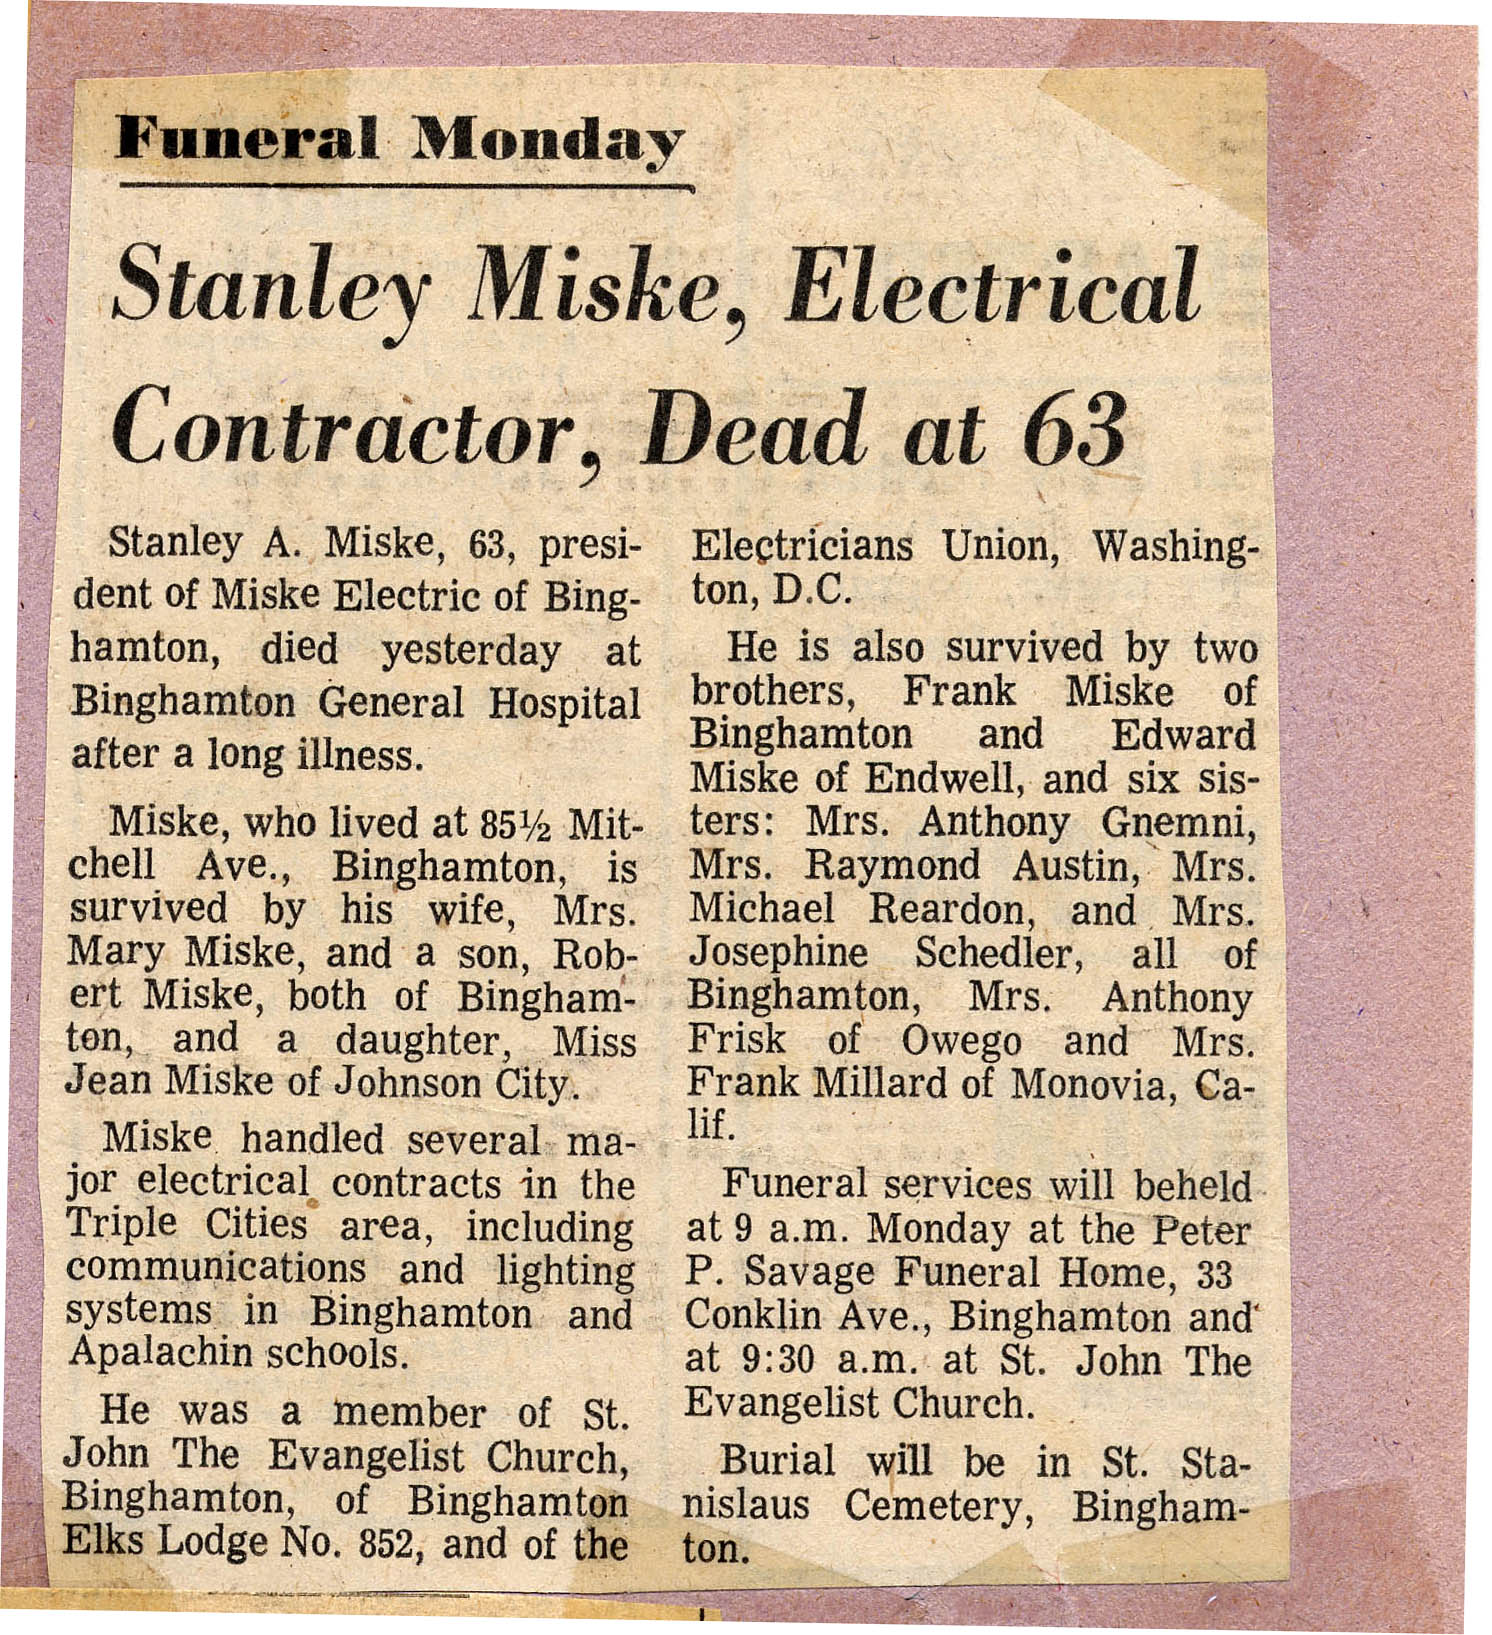 Funeral Monday
Stanley Miske, Electrical
Contractor, Dead at 63
Stanley A. Miske, 63, presi-
dent of Miske Electric of Bing-
hamton, died yesterday at
Binghamton General Hospital
after a long illness.
Miske, who lived at 85½ Mit-
chell Ave., Binghamton, is
survived by his wife, Mrs.
Mary Miske, and a son, Rob-
ert Miske, both of Bingham-
ton, and a daughter, Miss
Jean Miske of Johnson City.
Miske handled several ma-
jor electrical contracts in the
Triple Cities area, including
communications and lighting
systems in Binghamton and
Apalachin schools.
He was a member of St.
John The Evangelist Church,
Binghamton, of Binghamton
Elks Lodge No. 852, and of the
Electricians Union, Washing-
ton, D.C.
He is also survived by two
brothers, Frank Miske of
Binghamton and Edward
Miske of Endwell, and six sis-
ters: Mrs. Anthony Gnemni,
Mrs. Raymond Austin, Mrs.
Michael Reardon, and Mrs.
Josephine Schedler, all of
Binghamton, Mrs. Anthony
Frisk of Owego and Mrs.
Frank Millard of Monovia, Ca-
lif.
Funeral services will beheld
at 9 a.m. Monday at the Peter
P. Savage Funeral Home, 33
Conklin Ave., Binghamton and
at 9:30 a.m. at St. John The
Evangelist Church.
Burial will be in St. Sta-
nislaus Cemetery, Bingham-
ton.